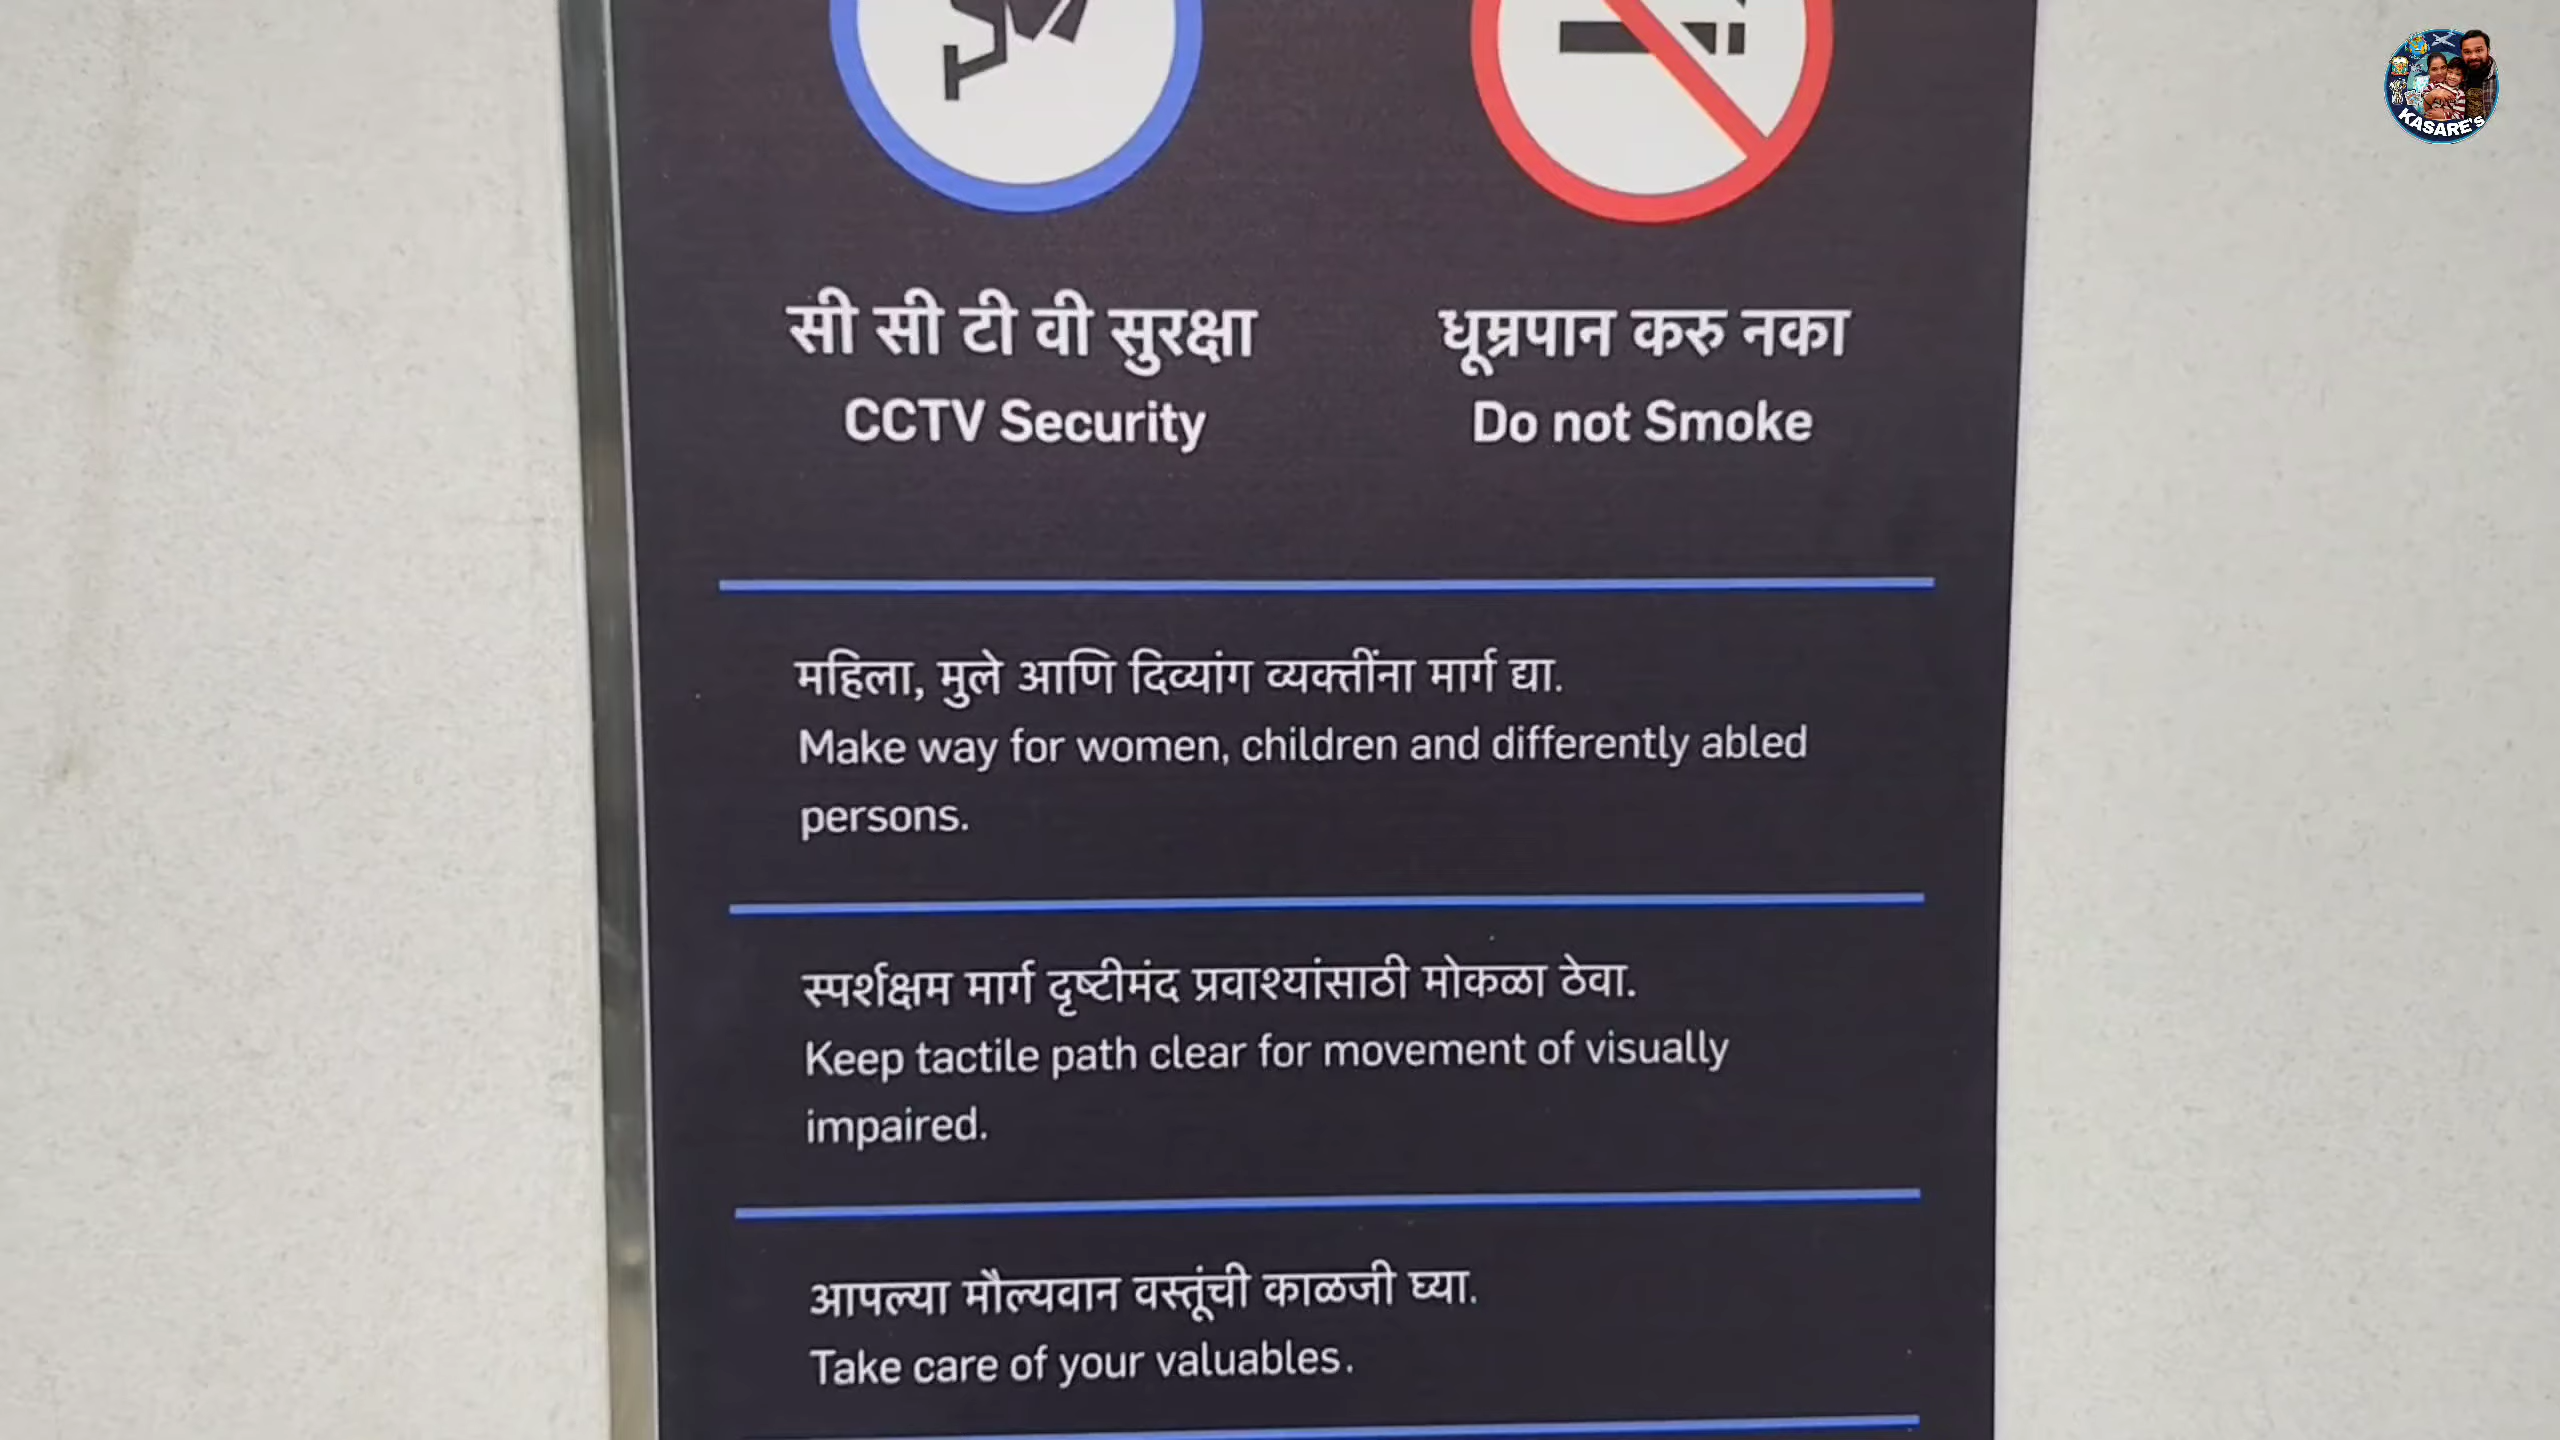 सी सी टी वी सुरक्षा
CCTV Security
धूम्रपान करु नका
Do not Smoke
महिला, मुले आणि दिव्यांग व्यक्तींना मार्ग द्या.
Make way for women, children and differently abled
persons.
स्पर्शक्षम मार्ग दृष्टीमंद प्रवाश्यांसाठी मोकळा ठेवा.
Keep tactile path clear for movement of visually
impaired.
आपल्या मौल्यवान वस्तूंची काळजी घ्या.
Take care of your valuables.
KASARE's